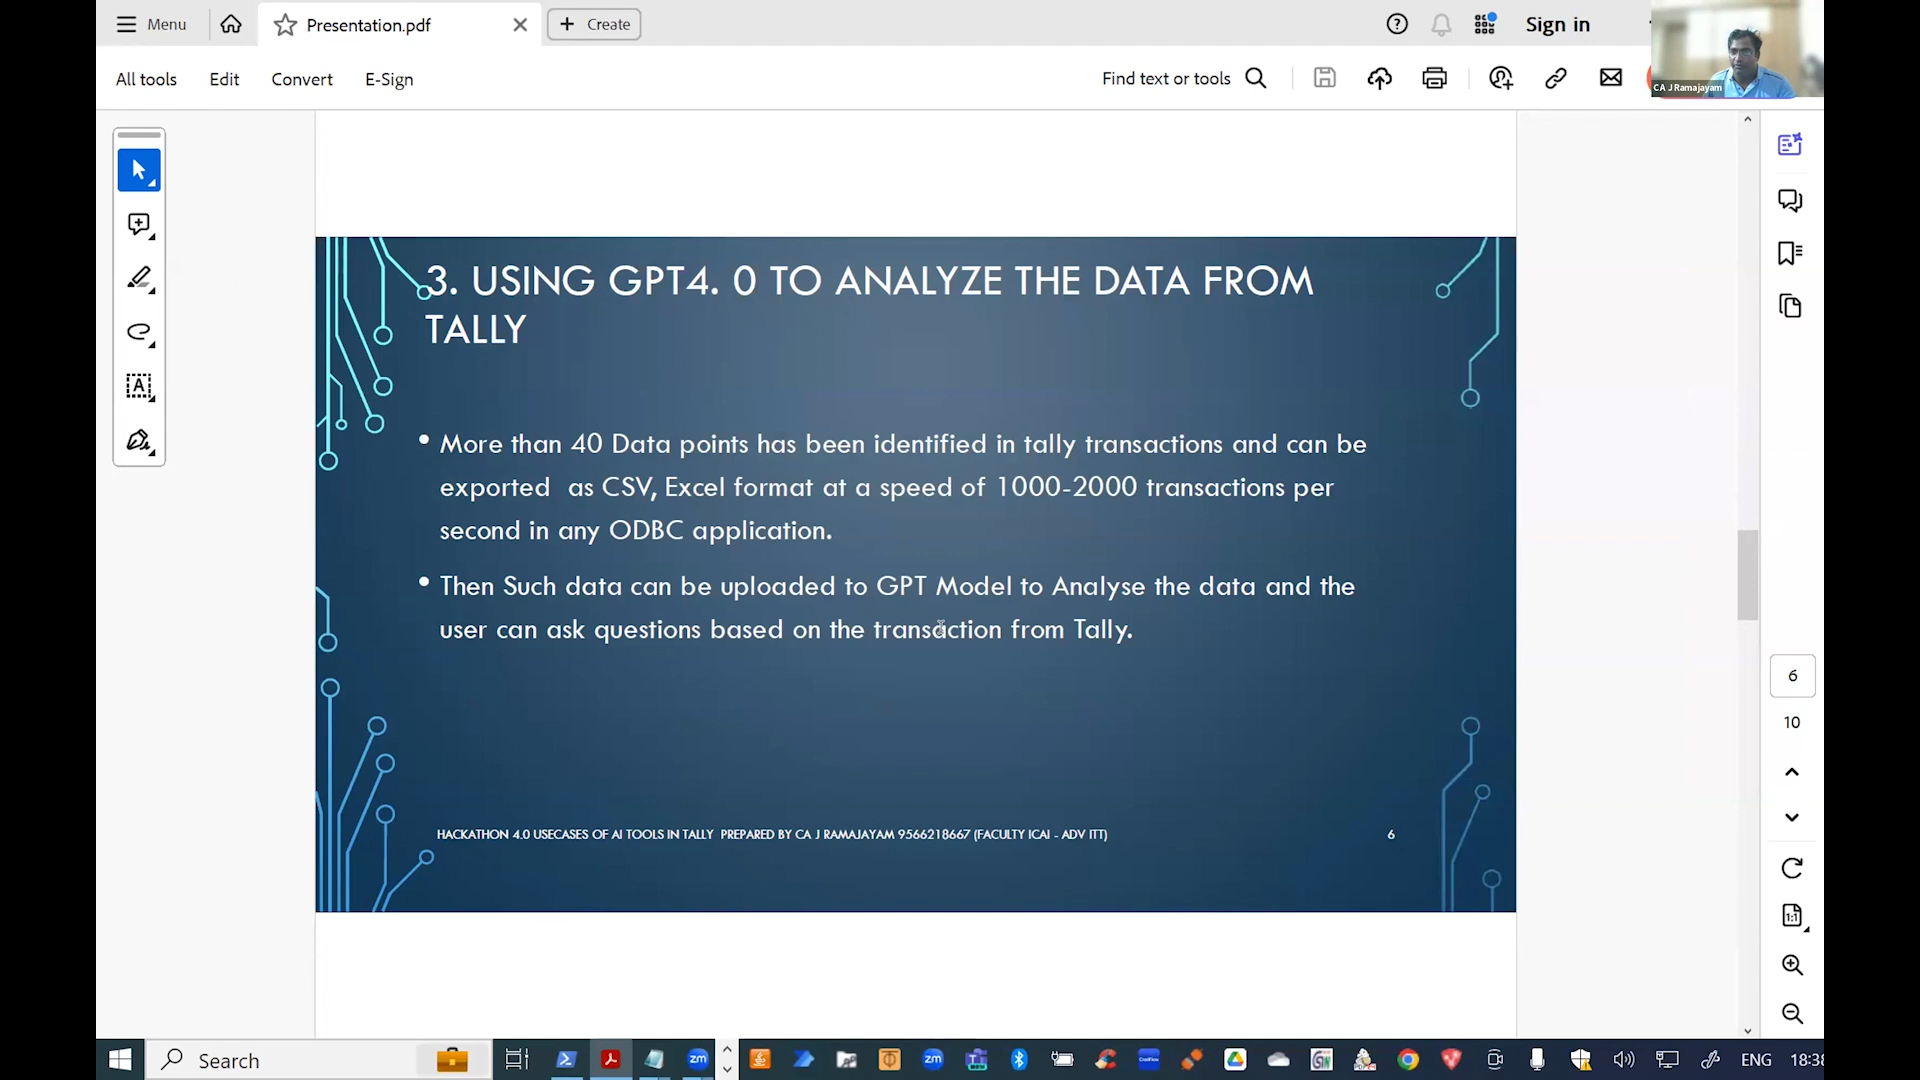 Menu
Presentation.pdf
Create
Sign in
CA J Ramajayam
All tools
Edit
Convert
E-Sign
Find text or tools
3. USING GPT4. 0 TO ANALYZE THE DATA FROM
TALLY
• More than 40 Data points has been identified in tally transactions and can be
exported as CSV, Excel format at a speed of 1000-2000 transactions per
second in any ODBC application.
• Then Such data can be uploaded to GPT Model to Analyse the data and the
user can ask questions based on the transaction from Tally.
HACKATHON 4.0 USECASES OF AI TOOLS IN TALLY PREPARED BY CA J RAMAJAYAM 9566218667 (FACULTY ICAI - ADV ITT)
6
6
10
Search
zm
zm
ENG
18:38